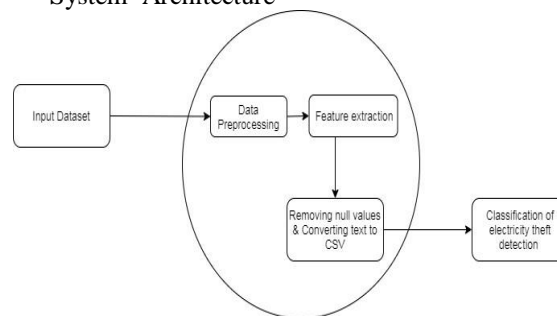 System Architecture
Input Dataset
Data
Preprocessing
Feature extraction
Removing null values
& Converting text to
CSV
Classification of
electricity theft
detection